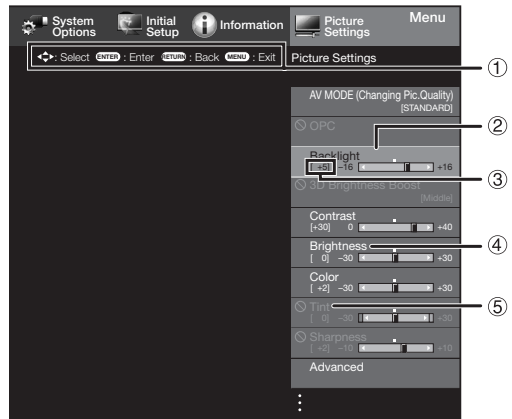 System Options
Initial Setup
Information
Picture Settings
Menu
: Select ENTER : Enter RETURN : Back MENU : Exit
Picture Settings
①
AV MODE (Changing Pic.Quality)
[STANDARD]
②
OPC
Backlight
[ +5] −16 +16
③
3D Brightness Boost
[Middle]
Contrast
[+30] 0 +40
Brightness
④
[ 0] −30 +30
Color
[ +2] −30 +30
Tint
⑤
[ 0] −30 +30
Sharpness
[ +2] −10 +10
Advanced